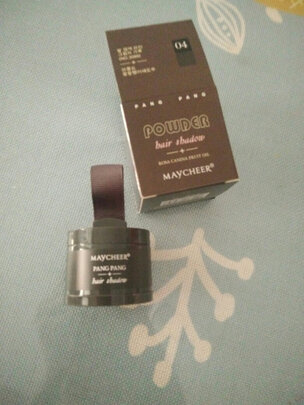 04
PANG PANG
POWDER
hair shadow
ROSA CANINA FRUIT OIL
MAYCHEER®
MAYCHEER®
PANG PANG
hair shadow